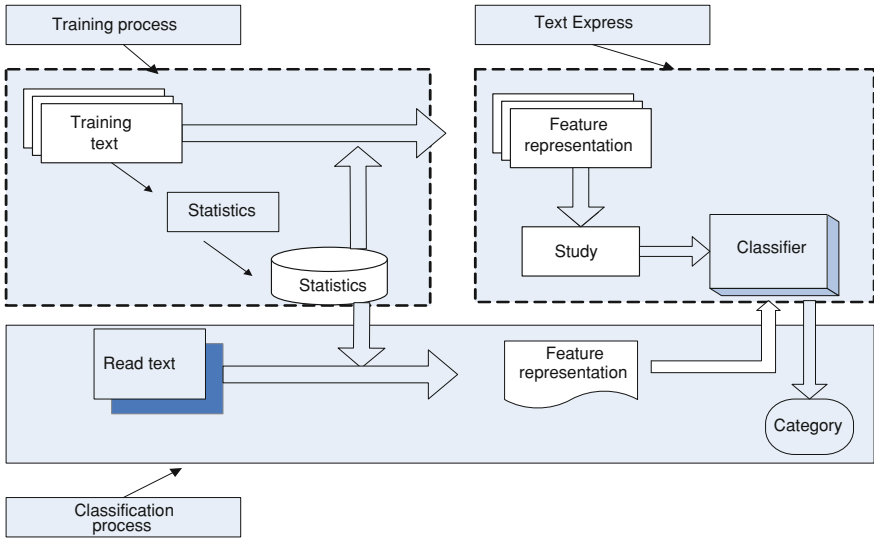 Training process
Text Express
Training
text
Feature
representation
Statistics
Study
Classifier
Statistics
Read text
Feature
representation
Category
Classification
process